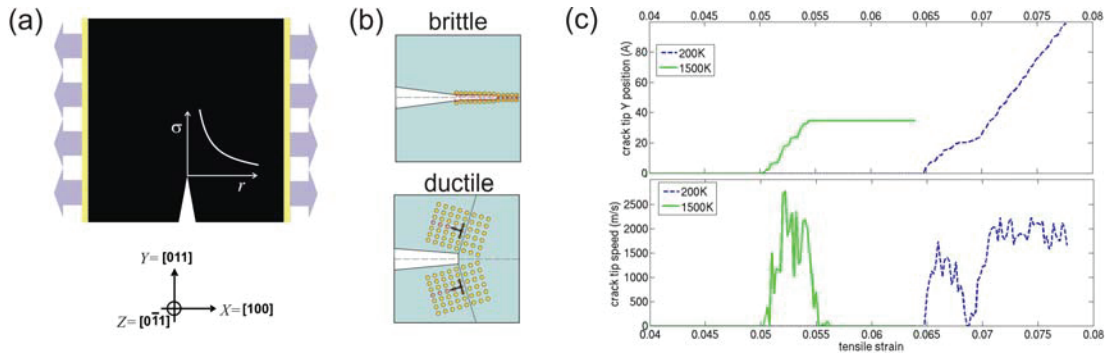 (a)
σ
r
Y=[011]
X=[100]
Z=[01̄1]
(b)
brittle
ductile
(c)
0.04 0.045 0.05 0.055 0.06 0.065 0.07 0.075 0.08
crack tip Y position (A)
80
60
40
20
0
200K
1500K
crack tip speed (m/s)
2500
2000
1500
1000
500
0
200K
1500K
0.04 0.045 0.05 0.055 0.06 0.065 0.07 0.075 0.08
tensile strain